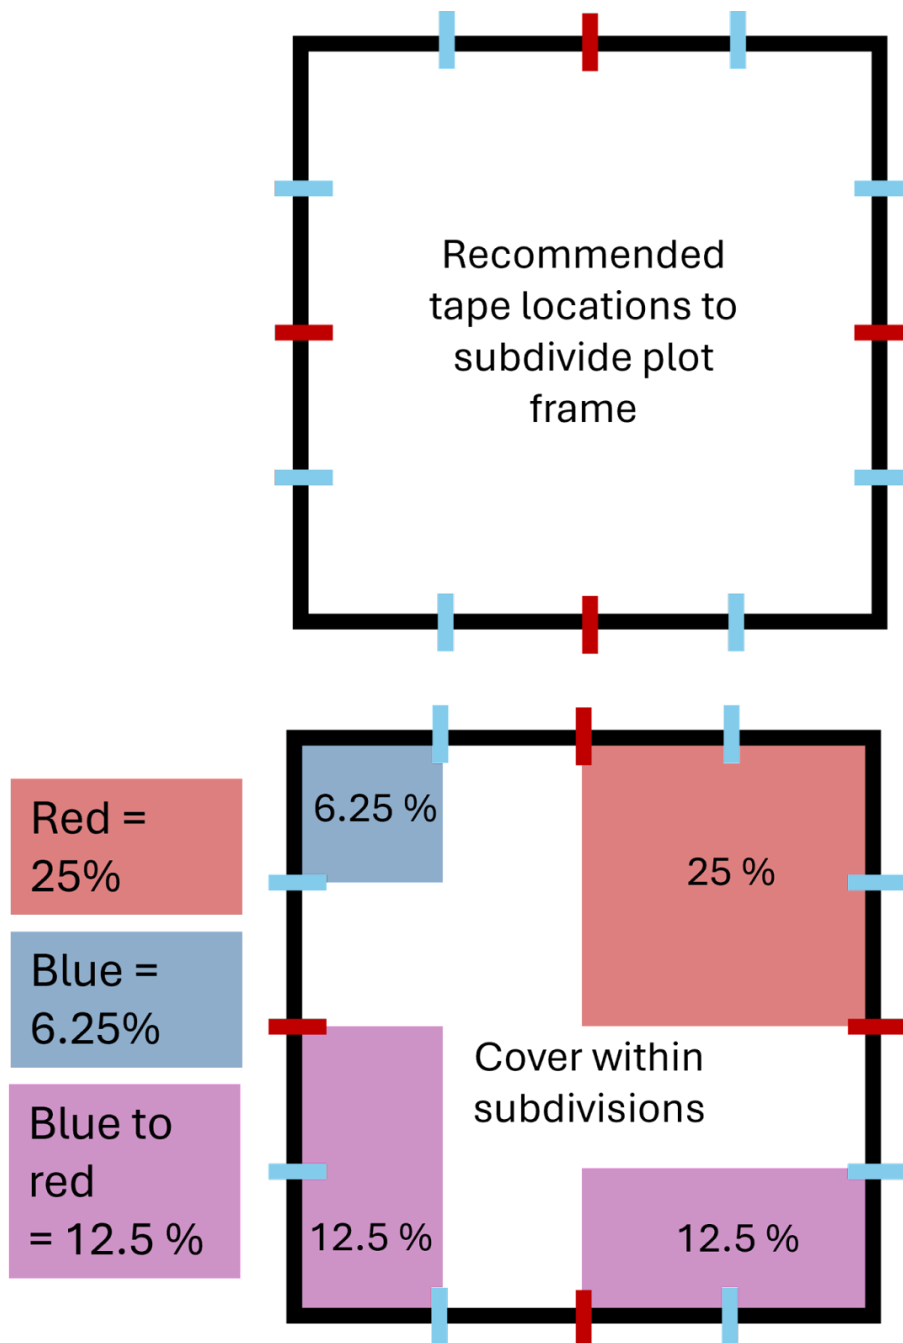 Recommended
tape locations to
subdivide plot
frame
Red =
25%
Blue =
6.25%
Blue to
red
= 12.5 %
6.25 %
25 %
Cover within
subdivisions
12.5 %
12.5 %